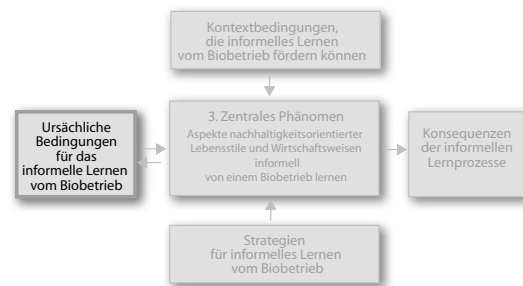 Kontextbedingungen,
die informelles Lernen
vom Biobetrieb fördern können
Ursächliche
Bedingungen
für das
informelle Lernen
vom Biobetrieb
3. Zentrales Phänomen
Aspekte nachhaltigkeitsorientierter
Lebensstile und Wirtschaftsweisen
informell
von einem Biobetrieb lernen
Konsequenzen
der informellen
Lernprozesse
Strategien
für informelles Lernen
vom Biobetrieb